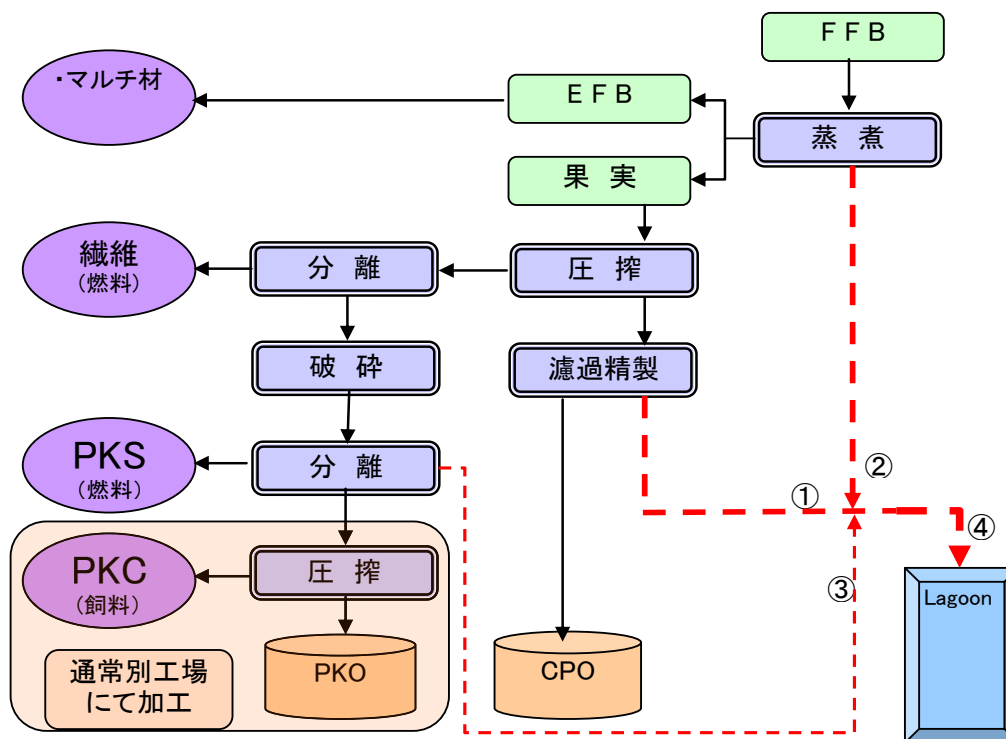 ＦＦＢ
・マルチ材
ＥＦＢ
蒸 煮
果 実
繊維
（燃料）
分 離
圧 搾
破 砕
濾過精製
PKS
（燃料）
分 離
②
①
④
PKC
（飼料）
圧 搾
③
Lagoon
通常別工場
にて加工
PKO
CPO